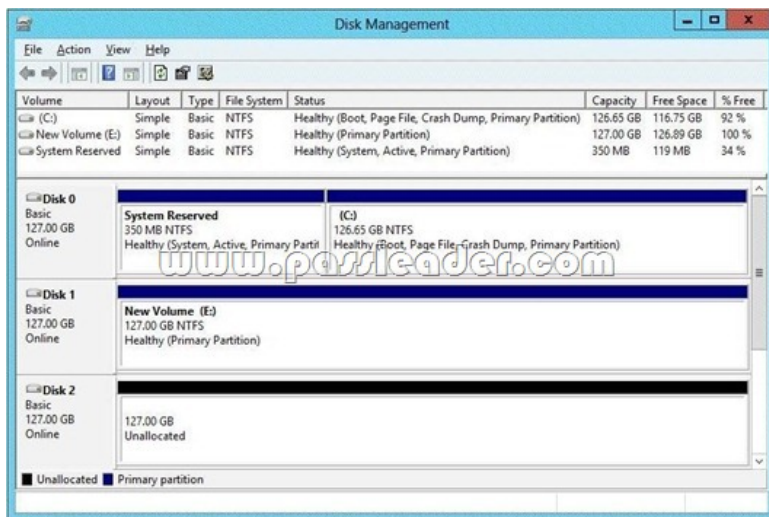 Disk Management
File Action View Help
Volume Layout Type File System Status Capacity Free Space % Free
(C:) Simple Basic NTFS Healthy (Boot, Page File, Crash Dump, Primary Partition) 126.65 GB 116.75 GB 92 %
New Volume (E:) Simple Basic NTFS Healthy (Primary Partition) 127.00 GB 126.89 GB 100 %
System Reserved Simple Basic NTFS Healthy (System, Active, Primary Partition) 350 MB 119 MB 34 %
Disk 0
Basic
127.00 GB
Online
System Reserved
350 MB NTFS
Healthy (System, Active, Primary Partit
(C:)
126.65 GB NTFS
Healthy (Boot, Page File, Crash Dump, Primary Partition)
www.passleader.com
Disk 1
Basic
127.00 GB
Online
New Volume (E:)
127.00 GB NTFS
Healthy (Primary Partition)
Disk 2
Basic
127.00 GB
Online
127.00 GB
Unallocated
Unallocated Primary partition